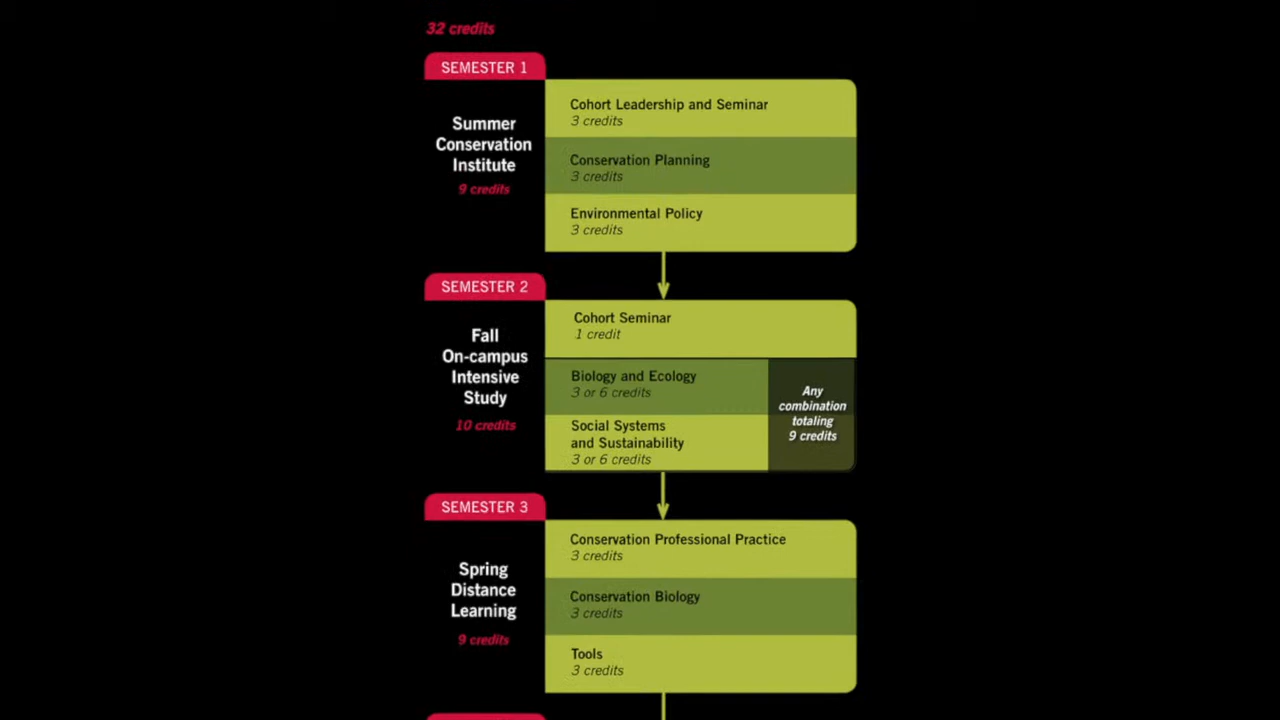 32 credits
SEMESTER 1
Summer
Conservation
Institute
9 credits
Cohort Leadership and Seminar
3 credits
Conservation Planning
3 credits
Environmental Policy
3 credits
SEMESTER 2
Fall
On-campus
Intensive
Study
10 credits
Cohort Seminar
1 credit
Biology and Ecology
3 or 6 credits
Social Systems
and Sustainability
3 or 6 credits
Any
combination
totaling
9 credits
SEMESTER 3
Spring
Distance
Learning
9 credits
Conservation Professional Practice
3 credits
Conservation Biology
3 credits
Tools
3 credits